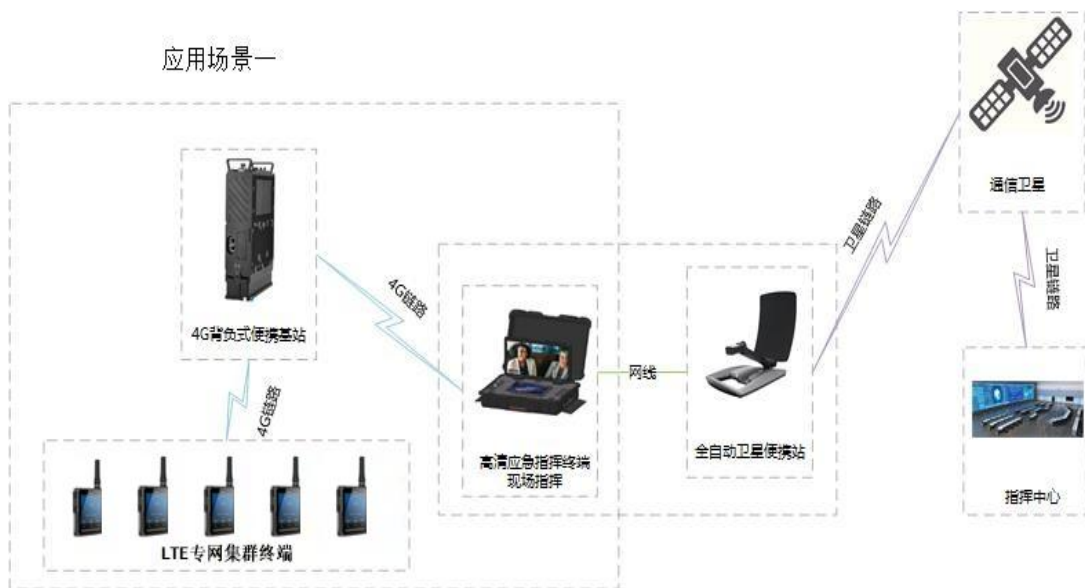 应用场景一
通信卫星
卫星链路
卫星链路
4G链路
4G背负式便携基站
网线
4G链路
全自动卫星便携站
高清应急指挥终端
现场指挥
指挥中心
LTE专网集群终端